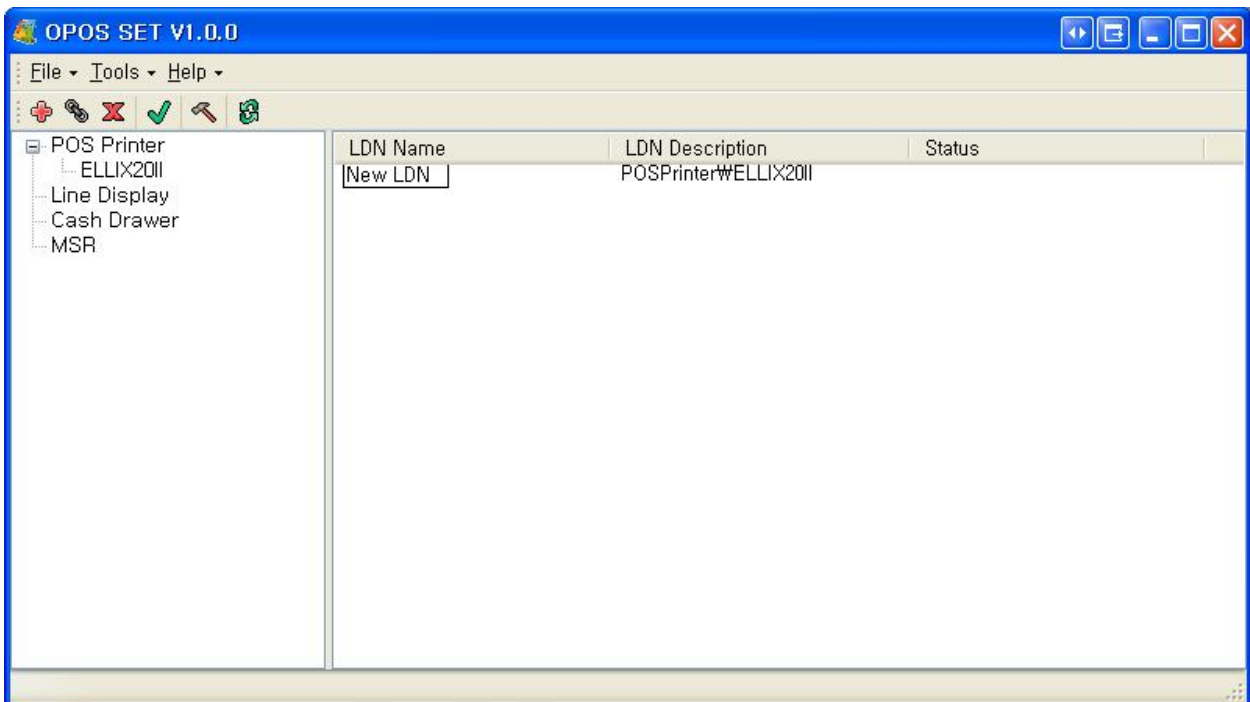 OPOS SET V1.0.0
File Tools Help
POS Printer
ELLIX20II
Line Display
Cash Drawer
MSR
LDN Name LDN Description Status
New LDN POSPrinter₩ELLIX20II